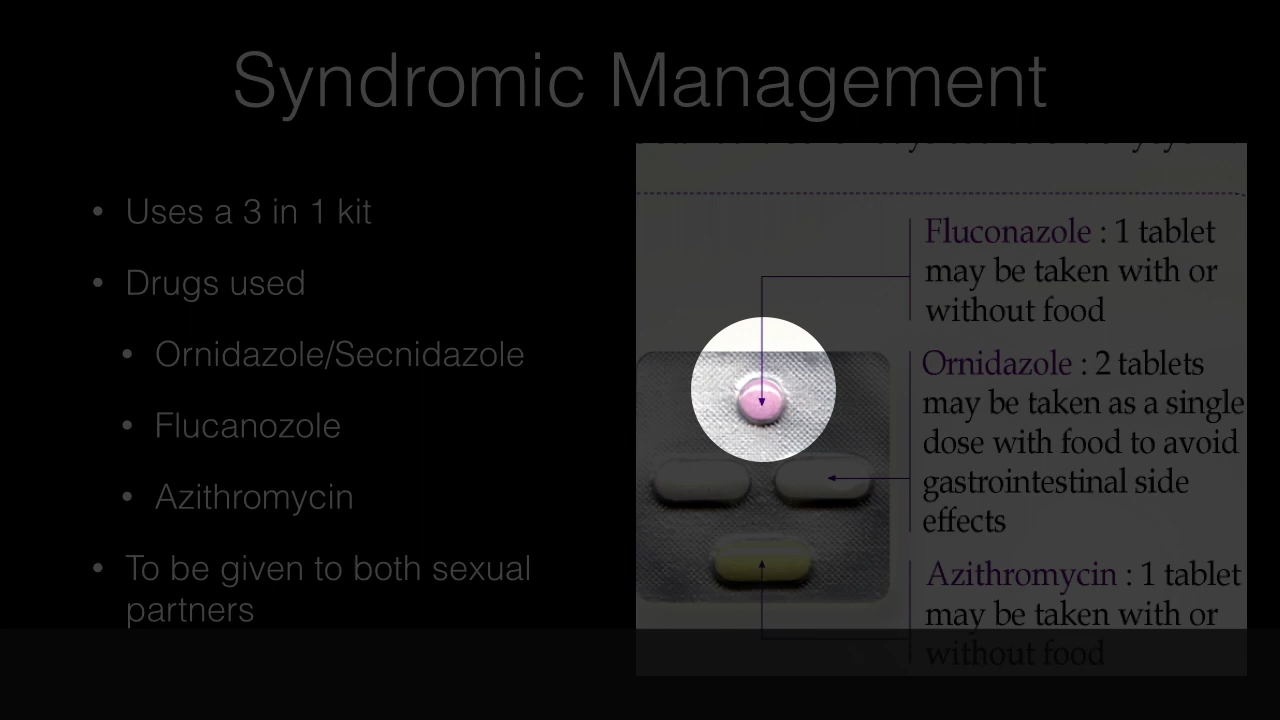 Syndromic Management
• Uses a 3 in 1 kit
• Drugs used
• Ornidazole/Secnidazole
• Flucanozole
• Azithromycin
• To be given to both sexual
partners
Fluconazole : 1 tablet
may be taken with or
without food
Ornidazole : 2 tablets
may be taken as a single
dose with food to avoid
gastrointestinal side
effects
Azithromycin : 1 tablet
may be taken with or
without food